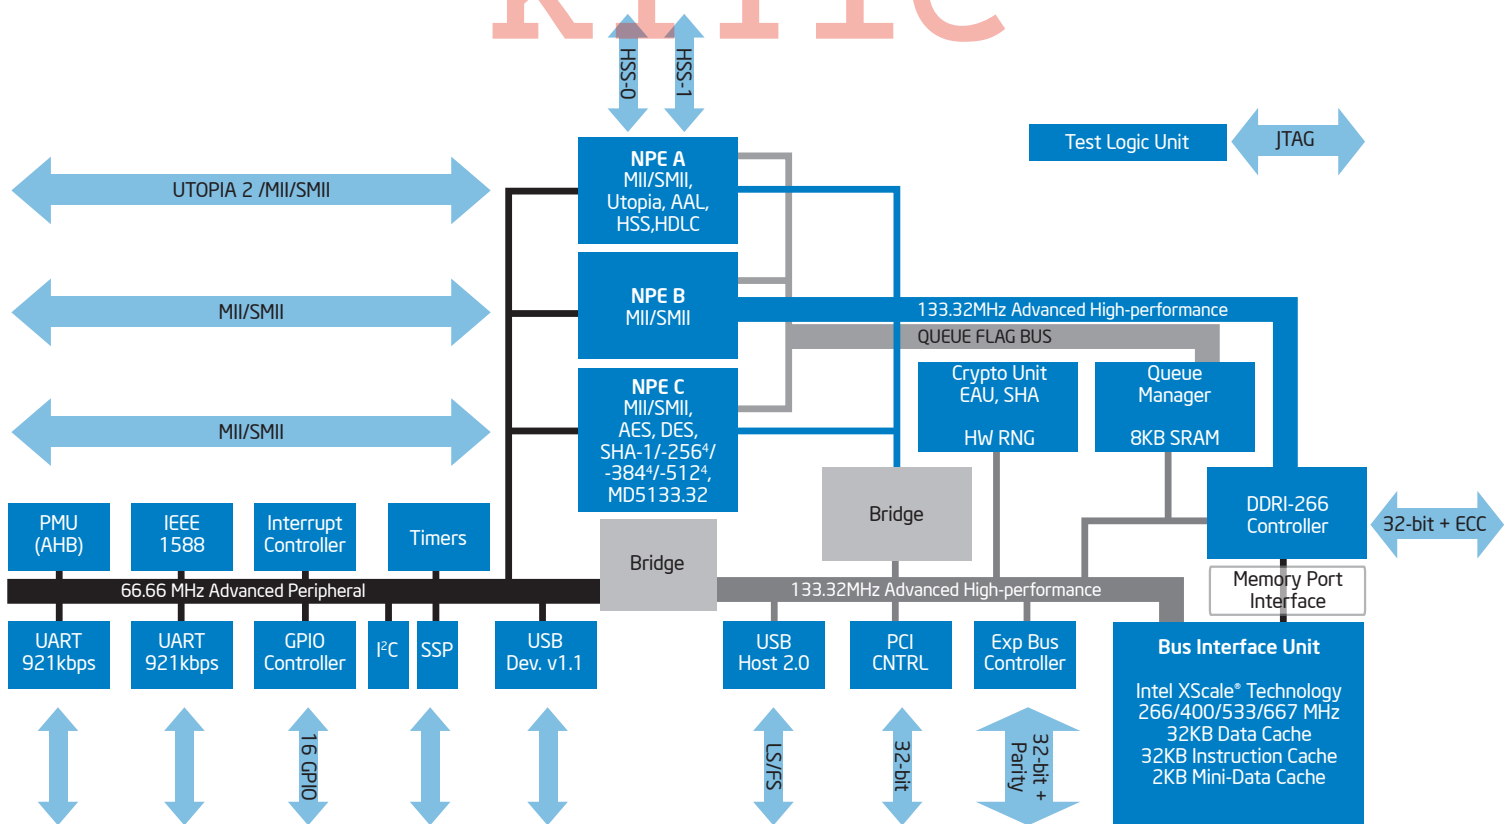 HSS-0
HSS-1
Test Logic Unit
JTAG
UTOPIA 2 /MII/SMII
NPE A
MII/SMII,
Utopia, AAL,
HSS,HDLC
MII/SMII
NPE B
MII/SMII
133.32MHz Advanced High-performance
QUEUE FLAG BUS
MII/SMII
NPE C
MII/SMII,
AES, DES,
SHA-1/-256⁴/
-384⁴/-512⁴,
MD5133.32
Crypto Unit
EAU, SHA
HW RNG
Queue
Manager
8KB SRAM
PMU
(AHB)
IEEE
1588
Interrupt
Controller
Timers
Bridge
Bridge
DDRI-266
Controller
32-bit + ECC
66.66 MHz Advanced Peripheral
133.32MHz Advanced High-performance
Memory Port
Interface
UART
921kbps
UART
921kbps
GPIO
Controller
I²C
SSP
USB
Dev. v1.1
USB
Host 2.0
PCI
CNTRL
Exp Bus
Controller
Bus Interface Unit
Intel XScale® Technology
266/400/533/667 MHz
32KB Data Cache
32KB Instruction Cache
2KB Mini-Data Cache
16 GPIO
LS/FS
32-bit
32-bit +
Parity